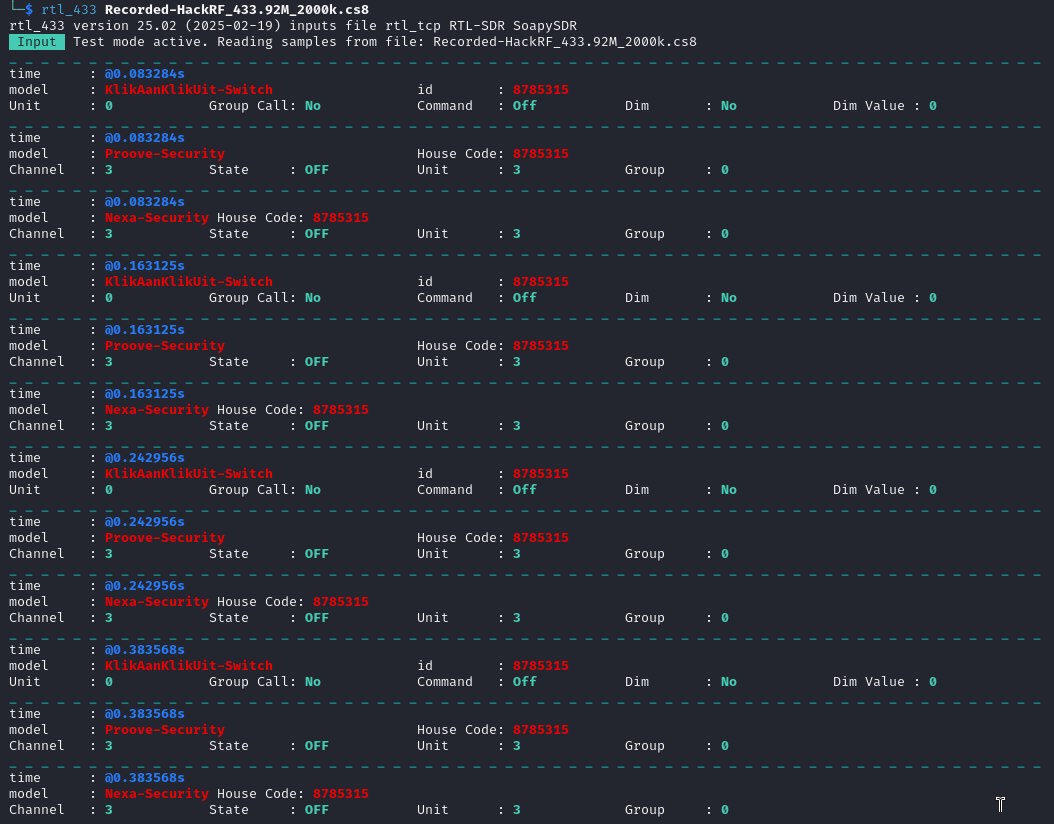 └─$ rtl_433 Recorded-HackRF_433.92M_2000k.cs8
rtl_433 version 25.02 (2025-02-19) inputs file rtl_tcp RTL-SDR SoapySDR
Input Test mode active. Reading samples from file: Recorded-HackRF_433.92M_2000k.cs8
time : @0.083284s
model : KlikAanKlikUit-Switch id : 8785315
Unit : 0 Group Call: No Command : Off Dim : No Dim Value : 0
time : @0.083284s
model : Proove-Security House Code: 8785315
Channel : 3 State : OFF Unit : 3 Group : 0
time : @0.083284s
model : Nexa-Security House Code: 8785315
Channel : 3 State : OFF Unit : 3 Group : 0
time : @0.163125s
model : KlikAanKlikUit-Switch id : 8785315
Unit : 0 Group Call: No Command : Off Dim : No Dim Value : 0
time : @0.163125s
model : Proove-Security House Code: 8785315
Channel : 3 State : OFF Unit : 3 Group : 0
time : @0.163125s
model : Nexa-Security House Code: 8785315
Channel : 3 State : OFF Unit : 3 Group : 0
time : @0.242956s
model : KlikAanKlikUit-Switch id : 8785315
Unit : 0 Group Call: No Command : Off Dim : No Dim Value : 0
time : @0.242956s
model : Proove-Security House Code: 8785315
Channel : 3 State : OFF Unit : 3 Group : 0
time : @0.242956s
model : Nexa-Security House Code: 8785315
Channel : 3 State : OFF Unit : 3 Group : 0
time : @0.383568s
model : KlikAanKlikUit-Switch id : 8785315
Unit : 0 Group Call: No Command : Off Dim : No Dim Value : 0
time : @0.383568s
model : Proove-Security House Code: 8785315
Channel : 3 State : OFF Unit : 3 Group : 0
time : @0.383568s
model : Nexa-Security House Code: 8785315
Channel : 3 State : OFF Unit : 3 Group : 0